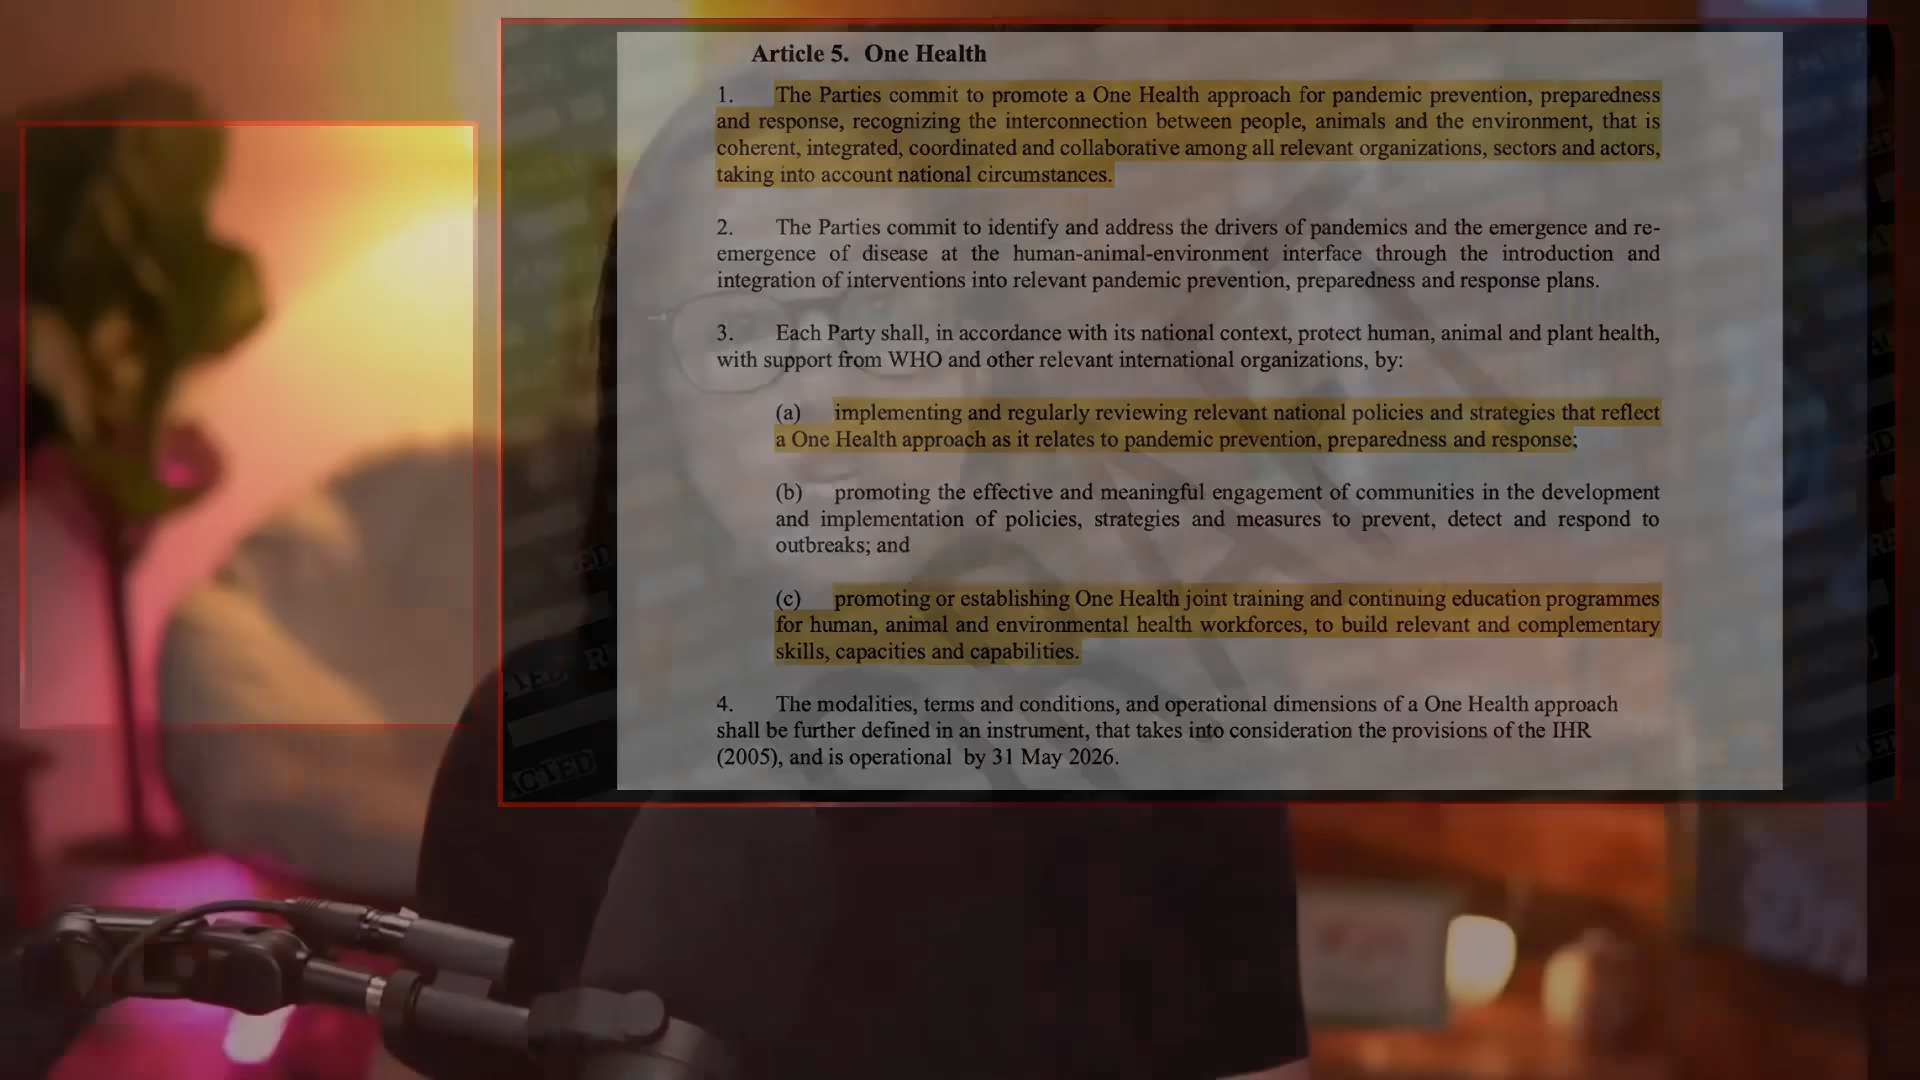 Article 5. One Health
1. The Parties commit to promote a One Health approach for pandemic prevention, preparedness
and response, recognizing the interconnection between people, animals and the environment, that is
coherent, integrated, coordinated and collaborative among all relevant organizations, sectors and actors,
taking into account national circumstances.
2. The Parties commit to identify and address the drivers of pandemics and the emergence and re-
emergence of disease at the human-animal-environment interface through the introduction and
integration of interventions into relevant pandemic prevention, preparedness and response plans.
3. Each Party shall, in accordance with its national context, protect human, animal and plant health,
with support from WHO and other relevant international organizations, by:
(a) implementing and regularly reviewing relevant national policies and strategies that reflect
a One Health approach as it relates to pandemic prevention, preparedness and response;
(b) promoting the effective and meaningful engagement of communities in the development
and implementation of policies, strategies and measures to prevent, detect and respond to
outbreaks; and
(c) promoting or establishing One Health joint training and continuing education programmes
for human, animal and environmental health workforces, to build relevant and complementary
skills, capacities and capabilities.
4. The modalities, terms and conditions, and operational dimensions of a One Health approach
shall be further defined in an instrument, that takes into consideration the provisions of the IHR
(2005), and is operational by 31 May 2026.